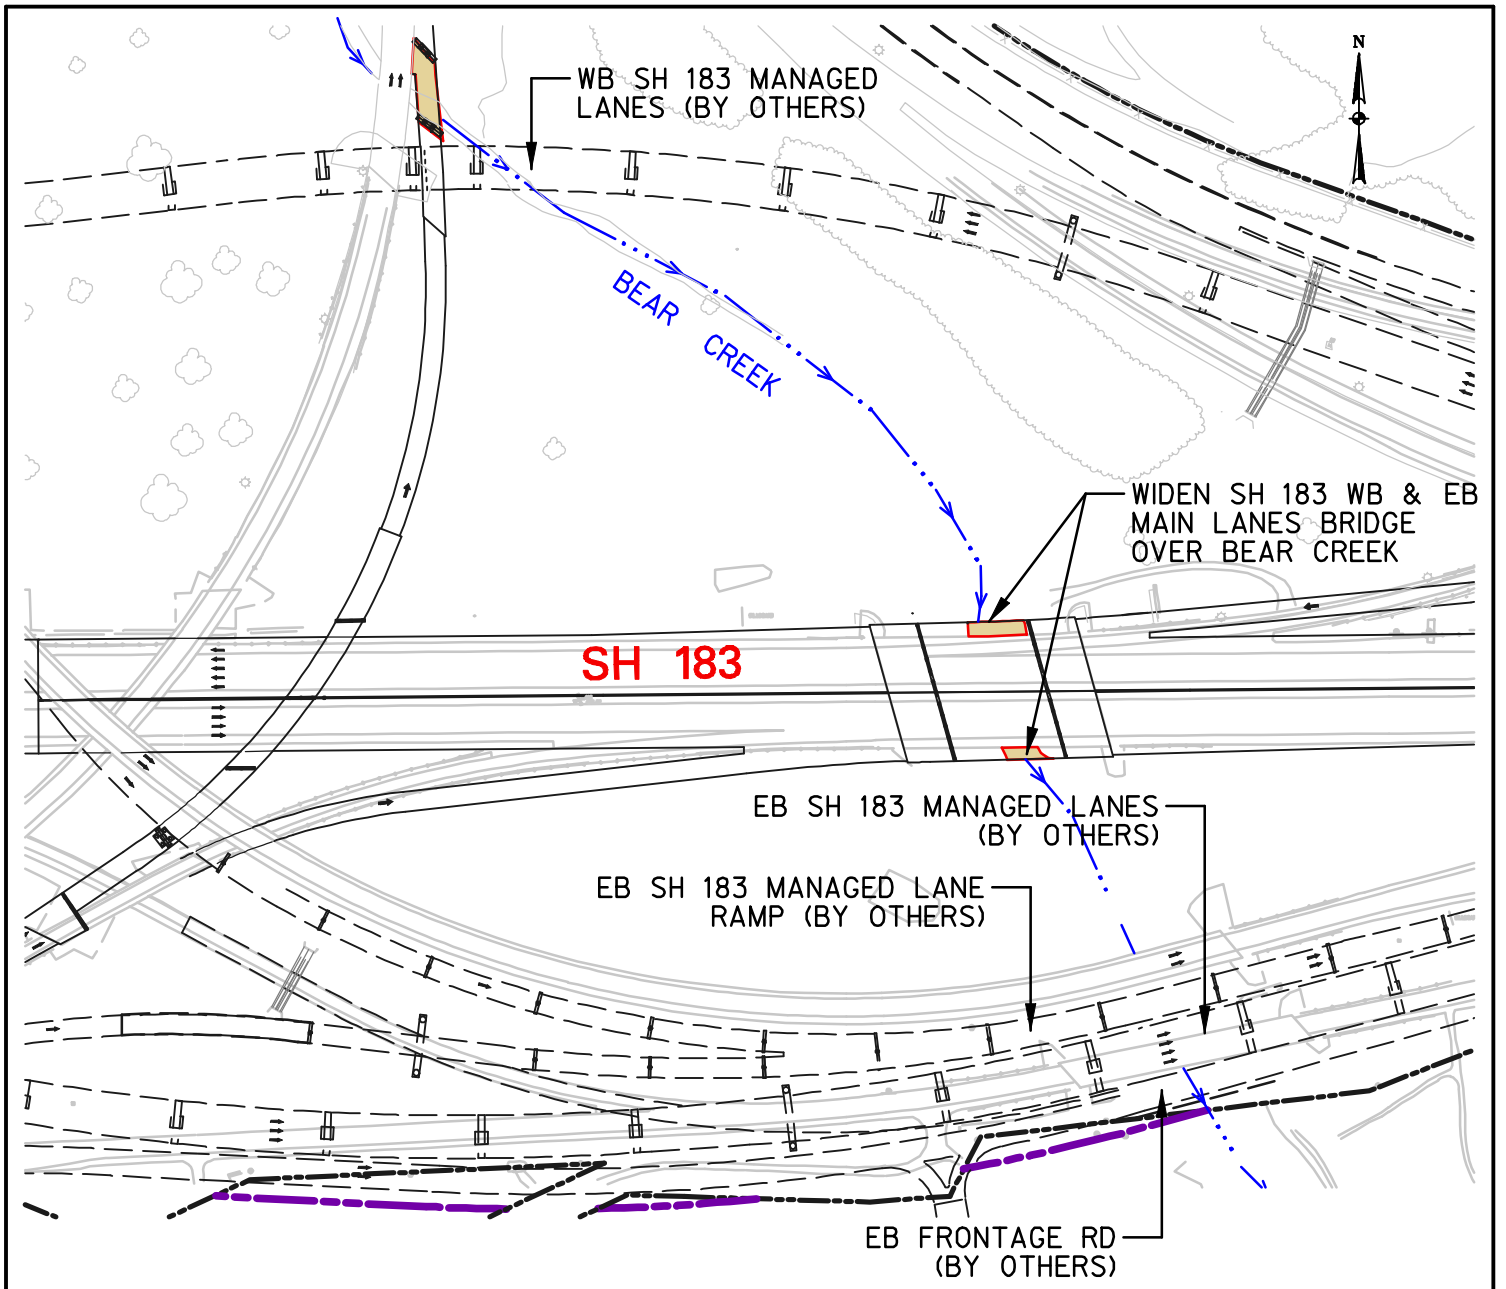 N
WB SH 183 MANAGED
LANES (BY OTHERS)
BEAR CREEK
WIDEN SH 183 WB & EB
MAIN LANES BRIDGE
OVER BEAR CREEK
SH 183
EB SH 183 MANAGED LANES
(BY OTHERS)
EB SH 183 MANAGED LANE
RAMP (BY OTHERS)
EB FRONTAGE RD
(BY OTHERS)